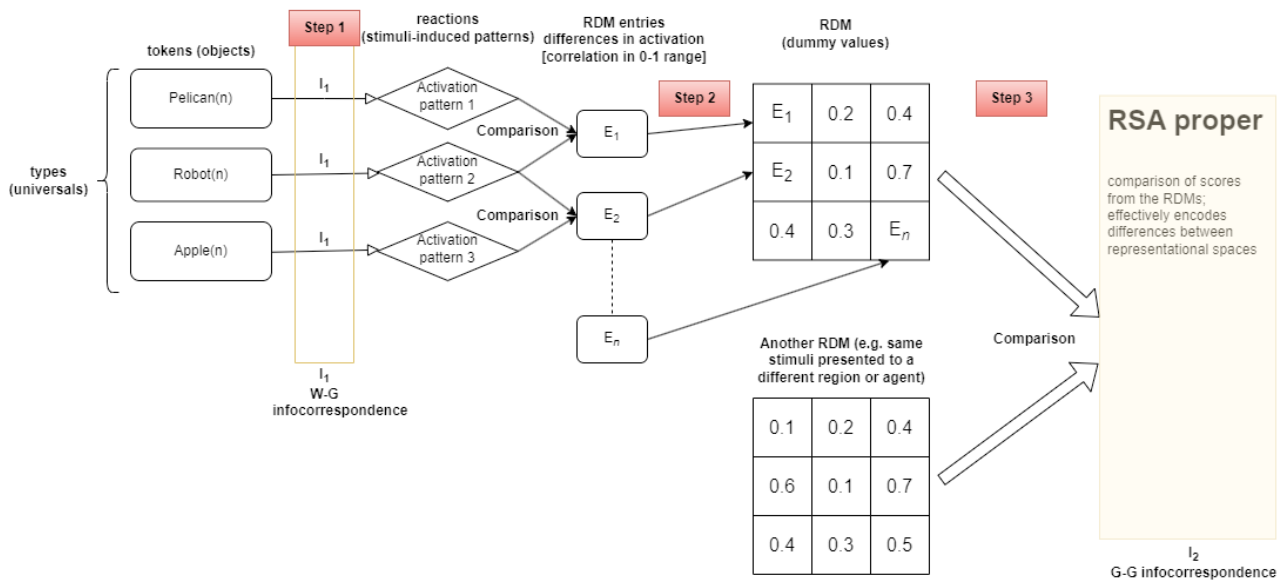 Step 1
reactions
(stimuli-induced patterns)
RDM entries
differences in activation
[correlation in 0-1 range]
RDM
(dummy values)
tokens (objects)
types
(universals)
Pelican(n)
I1
Activation
pattern 1
Comparison
E1
Step 2
Robot(n)
I1
Activation
pattern 2
Comparison
E2
Apple(n)
I1
Activation
pattern 3
En
I1
W-G
infocorrespondence
E1 0.2 0.4
E2 0.1 0.7
0.4 0.3 En
Another RDM (e.g. same
stimuli presented to a
different region or agent)
0.1 0.2 0.4
0.6 0.1 0.7
0.4 0.3 0.5
Step 3
Comparison
RSA proper
comparison of scores
from the RDMs;
effectively encodes
differences between
representational spaces
I2
G-G infocorrespondence